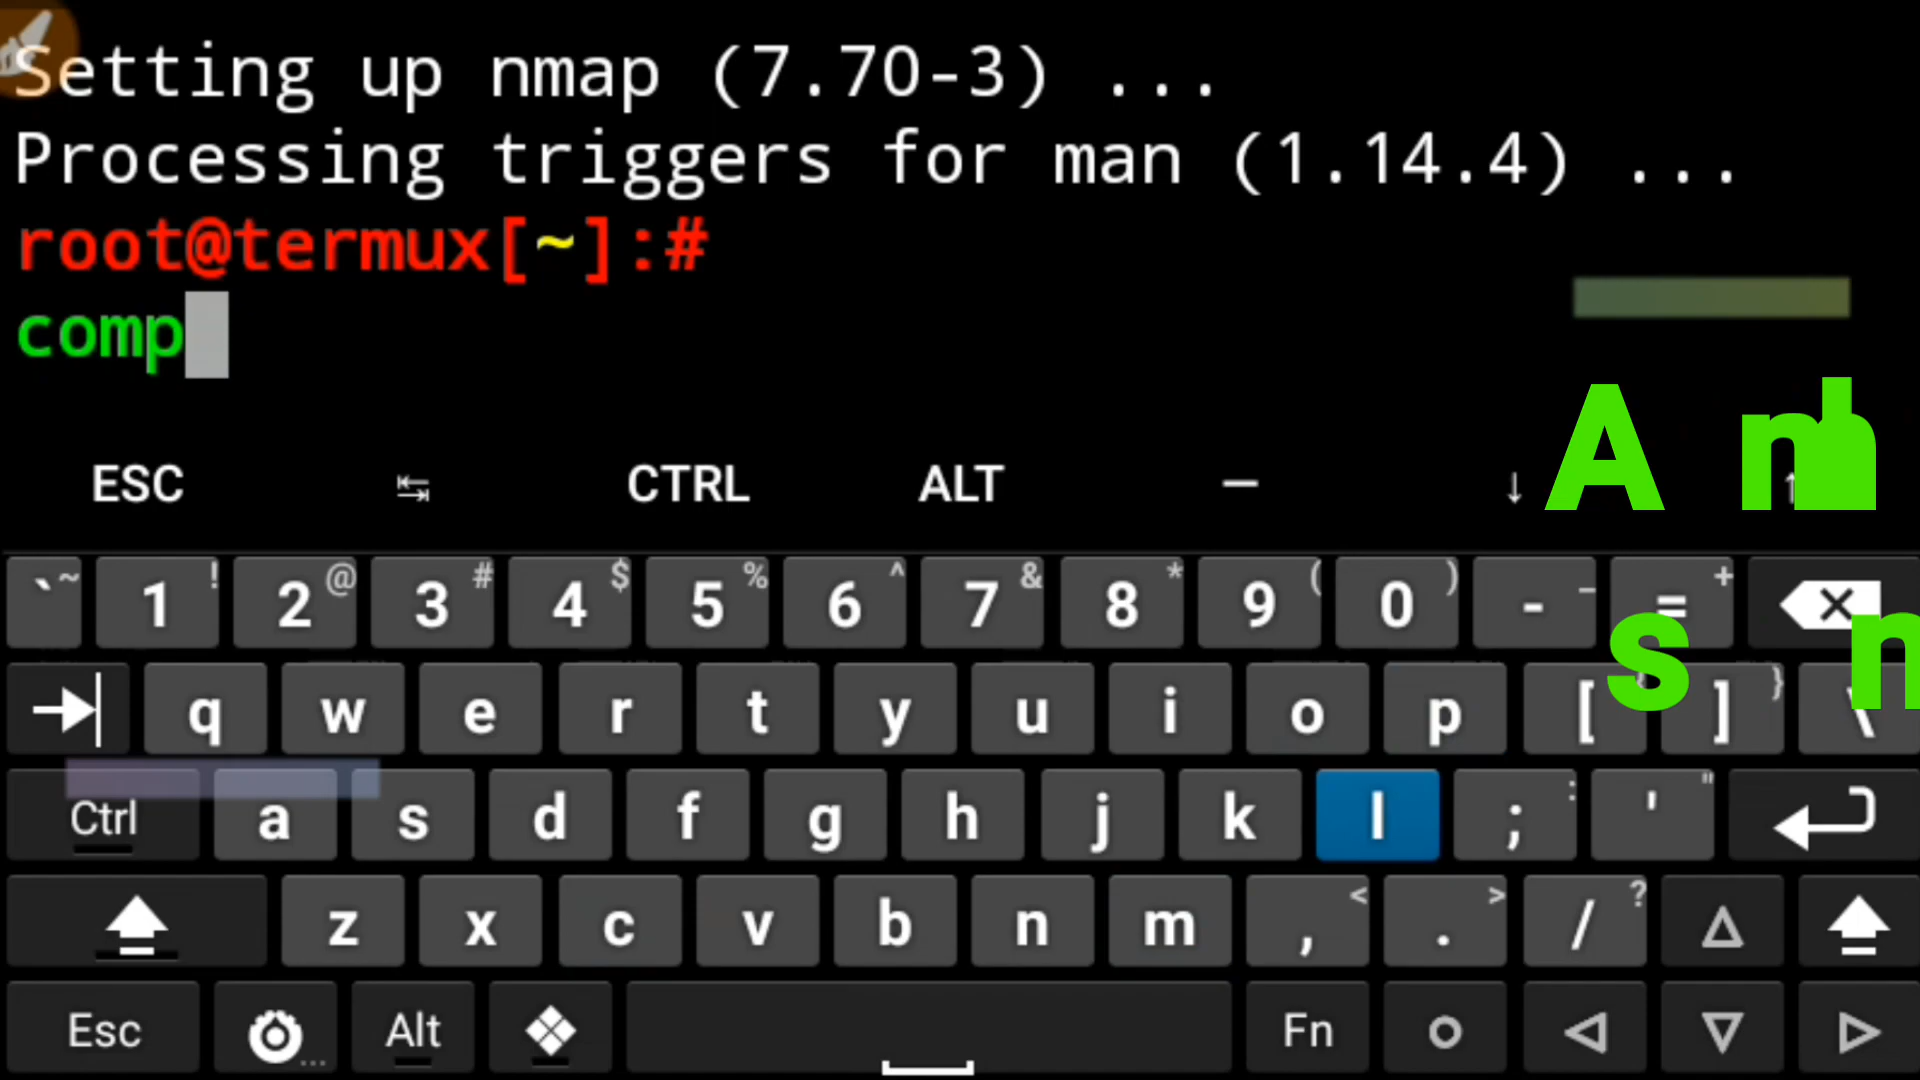 Setting up nmap (7.70-3) ...
Processing triggers for man (1.14.4) ...
root@termux[~]:#
comp
ESC ⇆ CTRL ALT — ↓ ↑
A n h
` ~ 1 ! 2 @ 3 # 4 $ 5 % 6 ^ 7 & 8 * 9 ( 0 ) - _ = +
s n
q w e r t y u i o p [ { ] } \
Ctrl a s d f g h j k l ; : ' "
z x c v b n m , < . > / ?
Esc Alt Fn